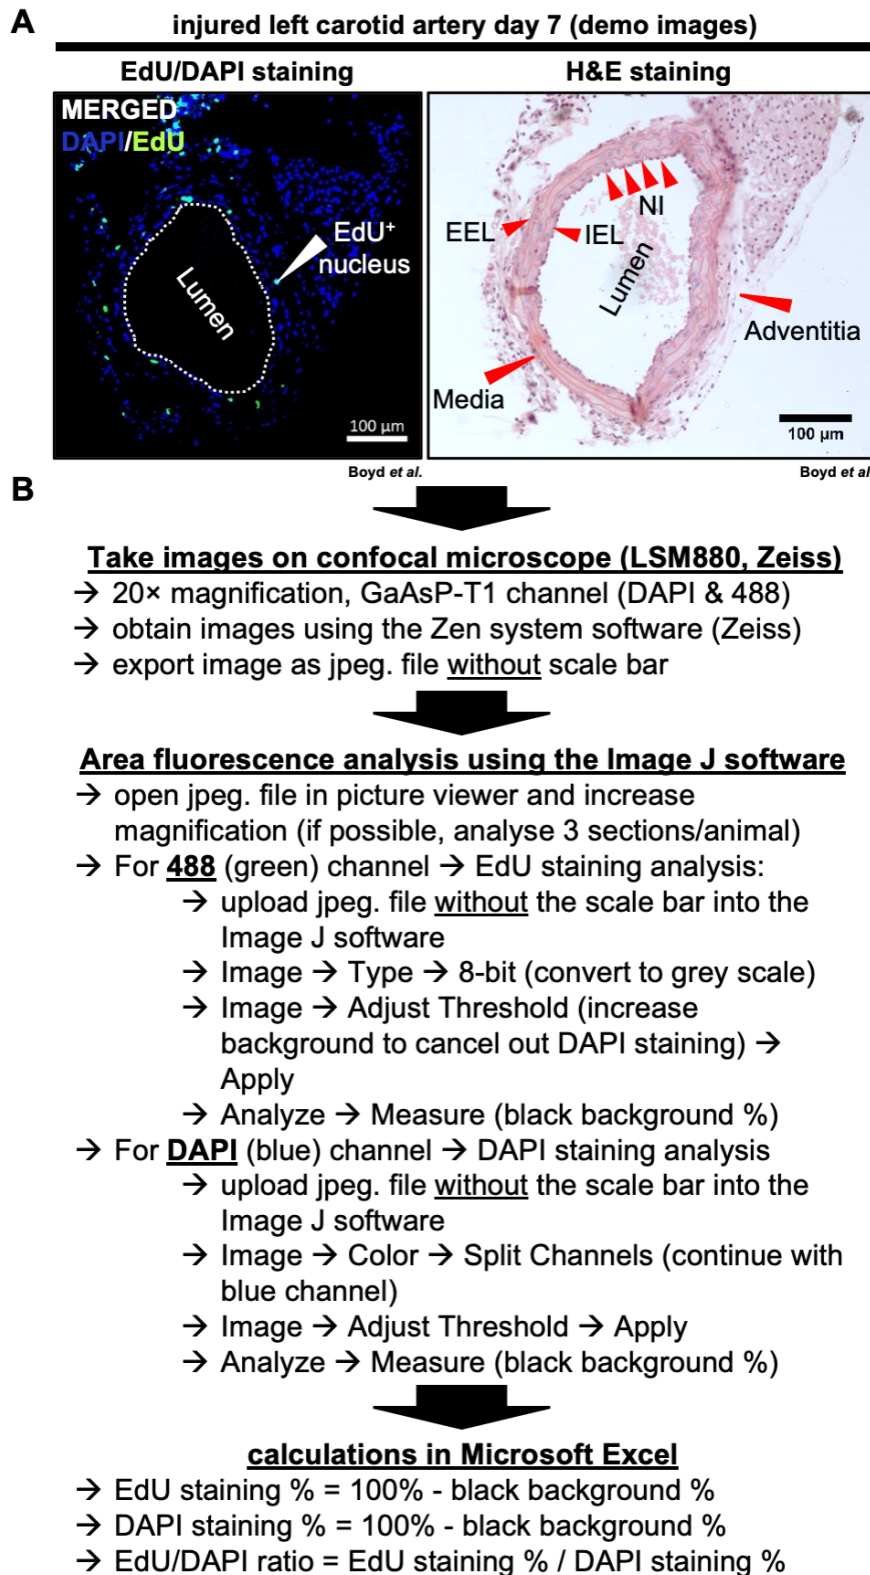 A
injured left carotid artery day 7 (demo images)
EdU/DAPI staining
H&E staining
MERGED
DAPI/EdU
EdU+
nucleus
Lumen
100 µm
Boyd et al.
NI
EEL
IEL
Lumen
Adventitia
Media
100 µm
Boyd et al
B
Take images on confocal microscope (LSM880, Zeiss)
→ 20× magnification, GaAsP-T1 channel (DAPI & 488)
→ obtain images using the Zen system software (Zeiss)
→ export image as jpeg. file without scale bar
Area fluorescence analysis using the Image J software
→ open jpeg. file in picture viewer and increase
magnification (if possible, analyse 3 sections/animal)
→ For 488 (green) channel → EdU staining analysis:
→ upload jpeg. file without the scale bar into the
Image J software
→ Image → Type → 8-bit (convert to grey scale)
→ Image → Adjust Threshold (increase
background to cancel out DAPI staining) →
Apply
→ Analyze → Measure (black background %)
→ For DAPI (blue) channel → DAPI staining analysis
→ upload jpeg. file without the scale bar into the
Image J software
→ Image → Color → Split Channels (continue with
blue channel)
→ Image → Adjust Threshold → Apply
→ Analyze → Measure (black background %)
calculations in Microsoft Excel
→ EdU staining % = 100% - black background %
→ DAPI staining % = 100% - black background %
→ EdU/DAPI ratio = EdU staining % / DAPI staining %